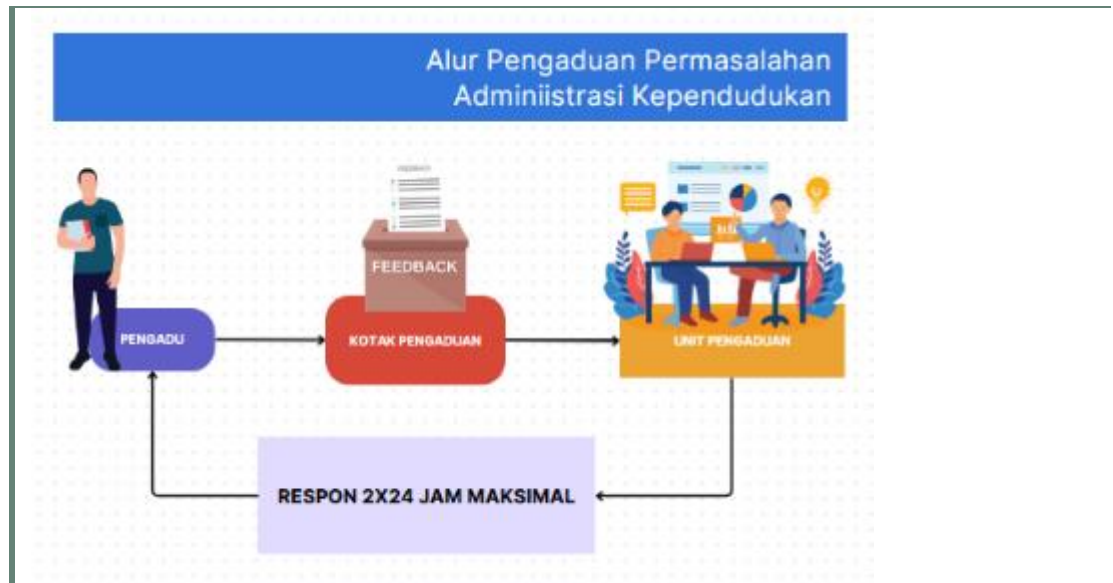 Alur Pengaduan Permasalahan
Adminiistrasi Kependudukan
FEEDBACK
PENGADU
KOTAK PENGADUAN
UNIT PENGADUAN
RESPON 2X24 JAM MAKSIMAL